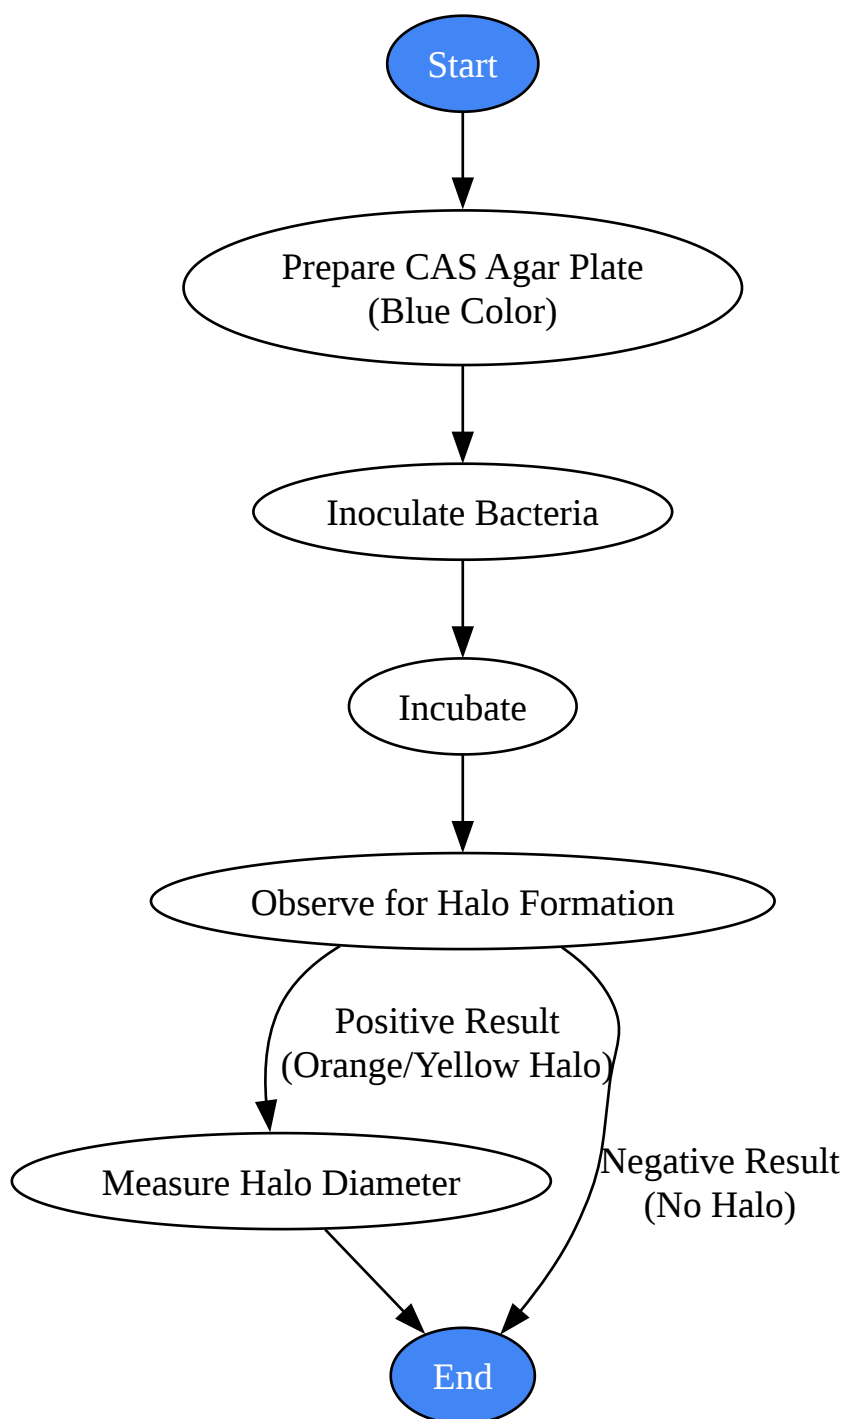 Start
Prepare CAS Agar Plate
(Blue Color)
Inoculate Bacteria
Incubate
Observe for Halo Formation
Positive Result
(Orange/Yellow Halo)
Negative Result
(No Halo)
Measure Halo Diameter
End